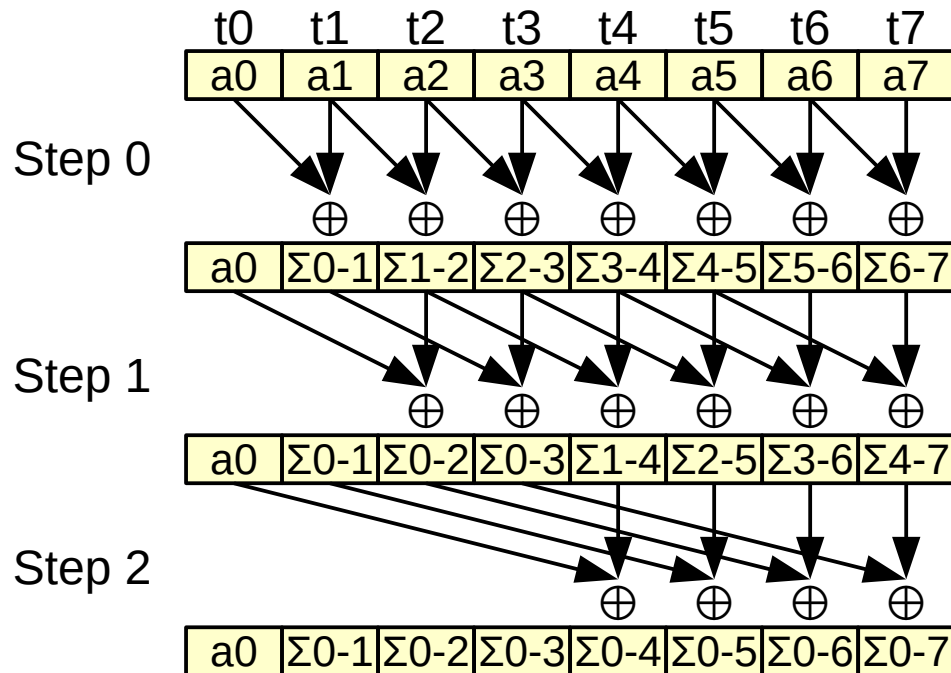 t0 t1 t2 t3 t4 t5 t6 t7
a0 a1 a2 a3 a4 a5 a6 a7
Step 0
⊕ ⊕ ⊕ ⊕ ⊕ ⊕ ⊕
a0 Σ0-1 Σ1-2 Σ2-3 Σ3-4 Σ4-5 Σ5-6 Σ6-7
Step 1
⊕ ⊕ ⊕ ⊕ ⊕ ⊕
a0 Σ0-1 Σ0-2 Σ0-3 Σ1-4 Σ2-5 Σ3-6 Σ4-7
Step 2
⊕ ⊕ ⊕ ⊕
a0 Σ0-1 Σ0-2 Σ0-3 Σ0-4 Σ0-5 Σ0-6 Σ0-7